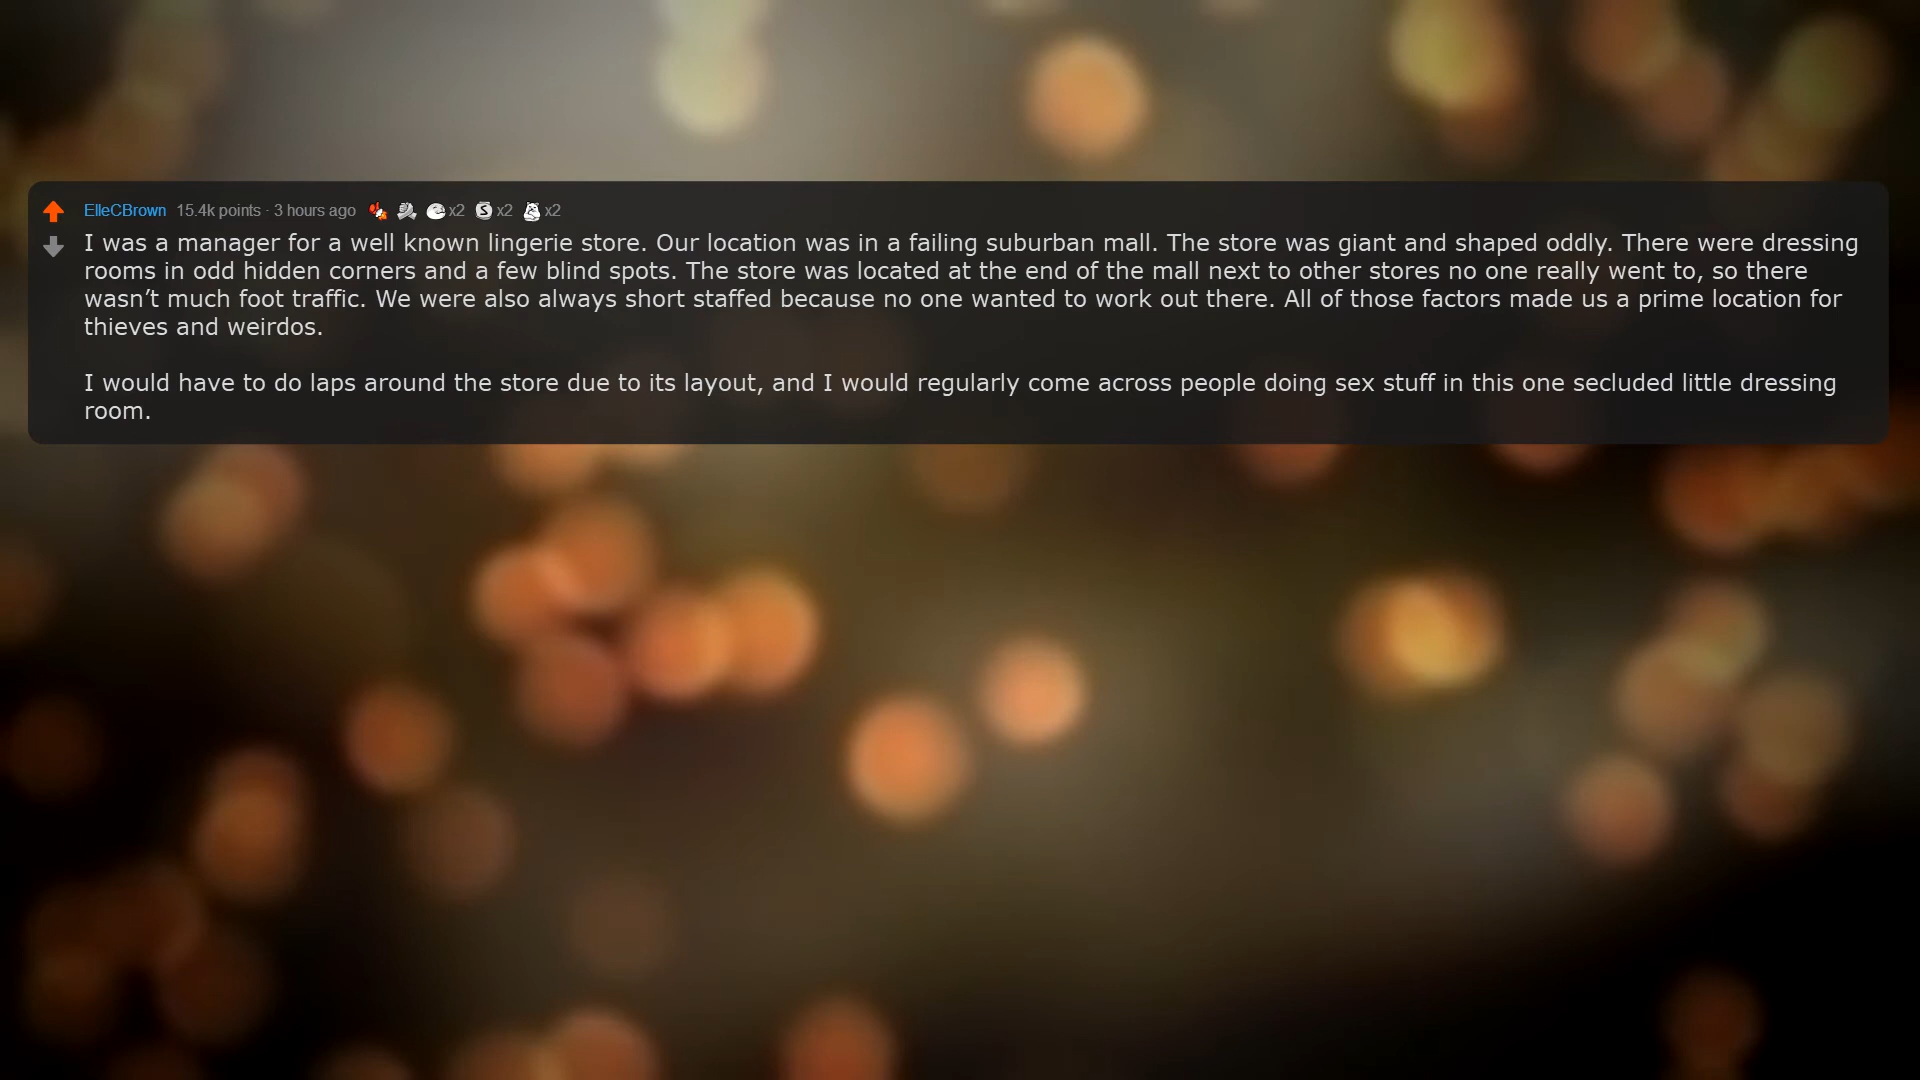 ElleCBrown 15.4k points · 3 hours ago x2 x2 x2
I was a manager for a well known lingerie store. Our location was in a failing suburban mall. The store was giant and shaped oddly. There were dressing
rooms in odd hidden corners and a few blind spots. The store was located at the end of the mall next to other stores no one really went to, so there
wasn’t much foot traffic. We were also always short staffed because no one wanted to work out there. All of those factors made us a prime location for
thieves and weirdos.
I would have to do laps around the store due to its layout, and I would regularly come across people doing sex stuff in this one secluded little dressing
room.